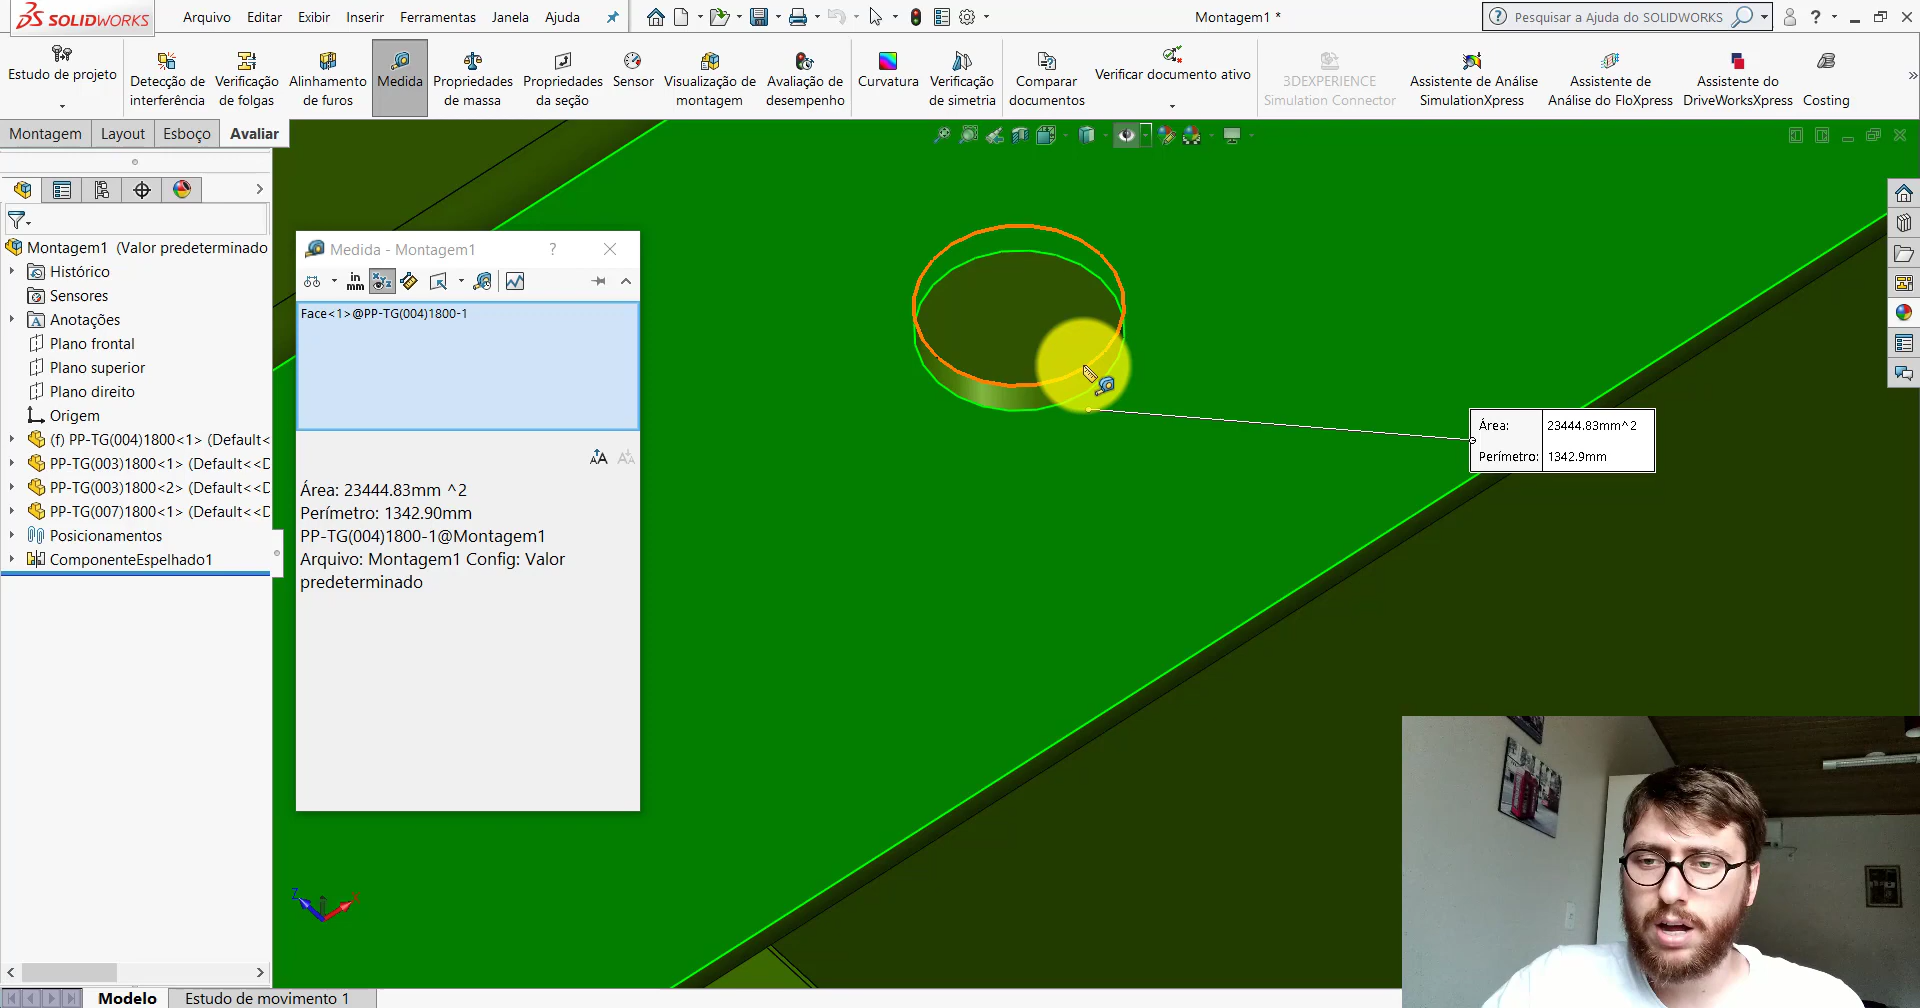 SOLIDWORKS
Arquivo
Editar
Exibir
Inserir
Ferramentas
Janela
Ajuda
Montagem1 *
Pesquisar a Ajuda do SOLIDWORKS
Estudo de projeto
Detecção de
interferência
Verificação
de folgas
Alinhamento
de furos
Medida
Propriedades
de massa
Propriedades
da seção
Sensor
Visualização de
montagem
Avaliação de
desempenho
Curvatura
Verificação
de simetria
Comparar
documentos
Verificar documento ativo
3DEXPERIENCE
Simulation Connector
Assistente de Análise
SimulationXpress
Assistente de
Análise do FloXpress
Assistente do
DriveWorksXpress
Costing
Montagem
Layout
Esboço
Avaliar
Montagem1 (Valor predeterminado
Histórico
Sensores
Anotações
Plano frontal
Plano superior
Plano direito
Origem
(f) PP-TG(004)1800<1> (Default<
PP-TG(003)1800<1> (Default<<D
PP-TG(003)1800<2> (Default<<D
PP-TG(007)1800<1> (Default<<D
Posicionamentos
ComponenteEspelhado1
Medida - Montagem1
in
mm
Face<1>@PP-TG(004)1800-1
Área: 23444.83mm ^2
Perímetro: 1342.90mm
PP-TG(004)1800-1@Montagem1
Arquivo: Montagem1 Config: Valor
predeterminado
Área: 23444.83mm^2
Perímetro: 1342.9mm
Z
X
Modelo
Estudo de movimento 1